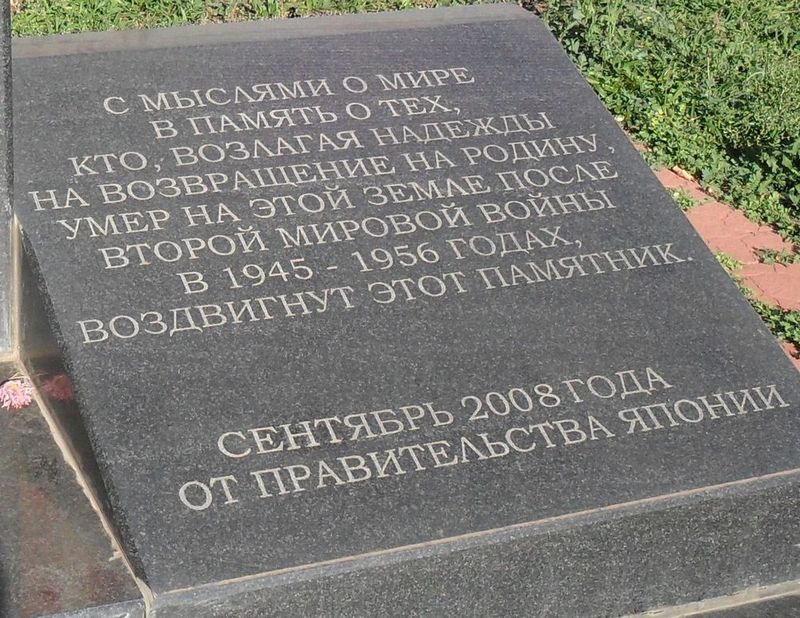 С МЫСЛЯМИ О МИРЕ
В ПАМЯТЬ О ТЕХ,
КТО, ВОЗЛАГАЯ НАДЕЖДЫ
НА ВОЗВРАЩЕНИЕ НА РОДИНУ,
УМЕР НА ЭТОЙ ЗЕМЛЕ ПОСЛЕ
ВТОРОЙ МИРОВОЙ ВОЙНЫ
В 1945 - 1956 ГОДАХ,
ВОЗДВИГНУТ ЭТОТ ПАМЯТНИК.
СЕНТЯБРЬ 2008 ГОДА
ОТ ПРАВИТЕЛЬСТВА ЯПОНИИ